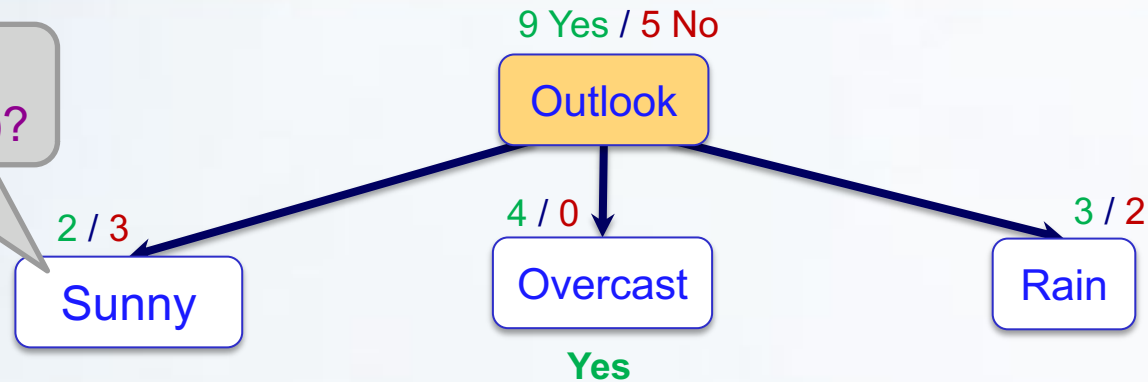 9 Yes / 5 No
Outlook
?
2 / 3
4 / 0
3 / 2
Sunny
Overcast
Rain
Yes